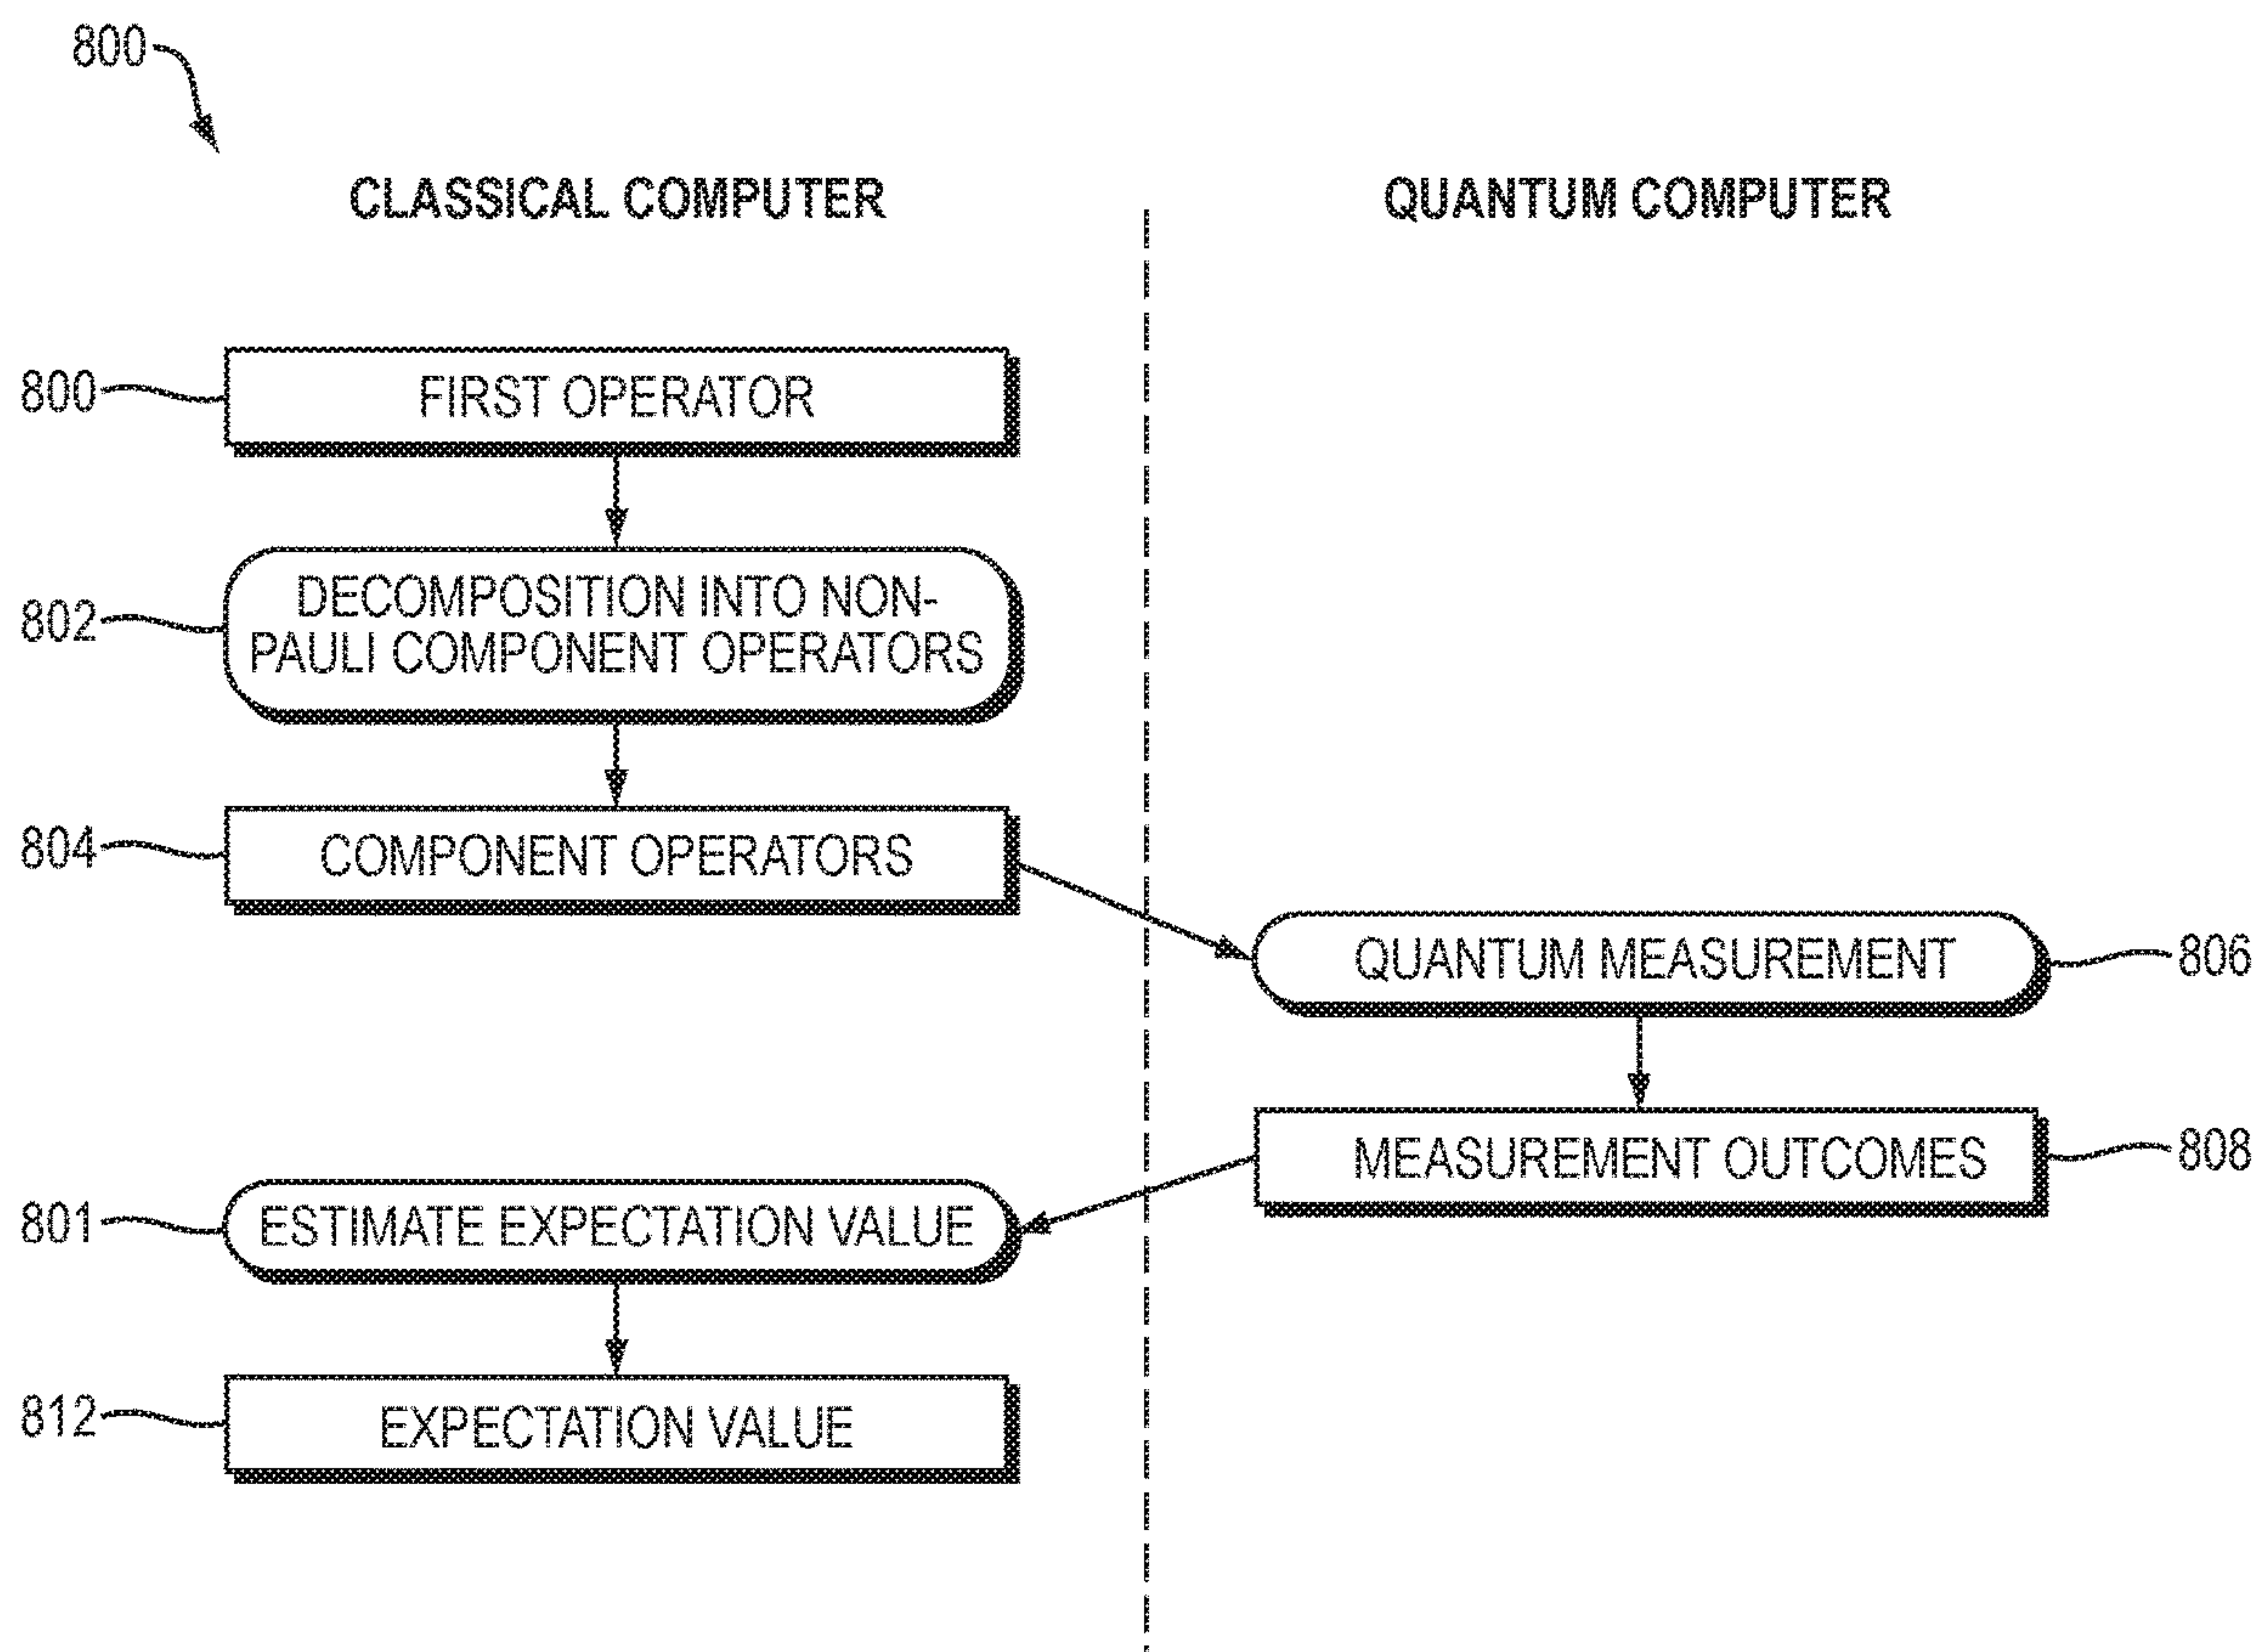 800
CLASSICAL COMPUTER
QUANTUM COMPUTER
800
FIRST OPERATOR
802
DECOMPOSITION INTO NON-
PAULI COMPONENT OPERATORS
804
COMPONENT OPERATORS
QUANTUM MEASUREMENT
806
MEASUREMENT OUTCOMES
808
801
ESTIMATE EXPECTATION VALUE
812
EXPECTATION VALUE